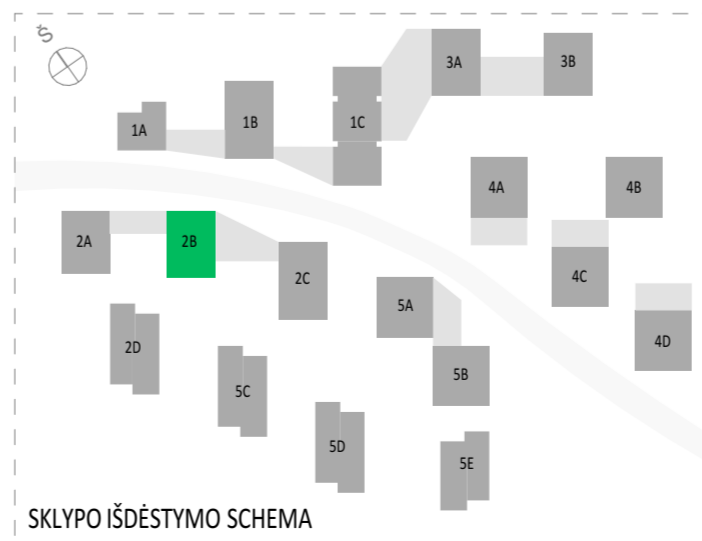 Š
3A
3B
1A
1B
1C
4A
4B
2A
2B
2C
4C
5A
4D
2D
5B
5C
5D
5E
SKLYPO IŠDĖSTYMO SCHEMA